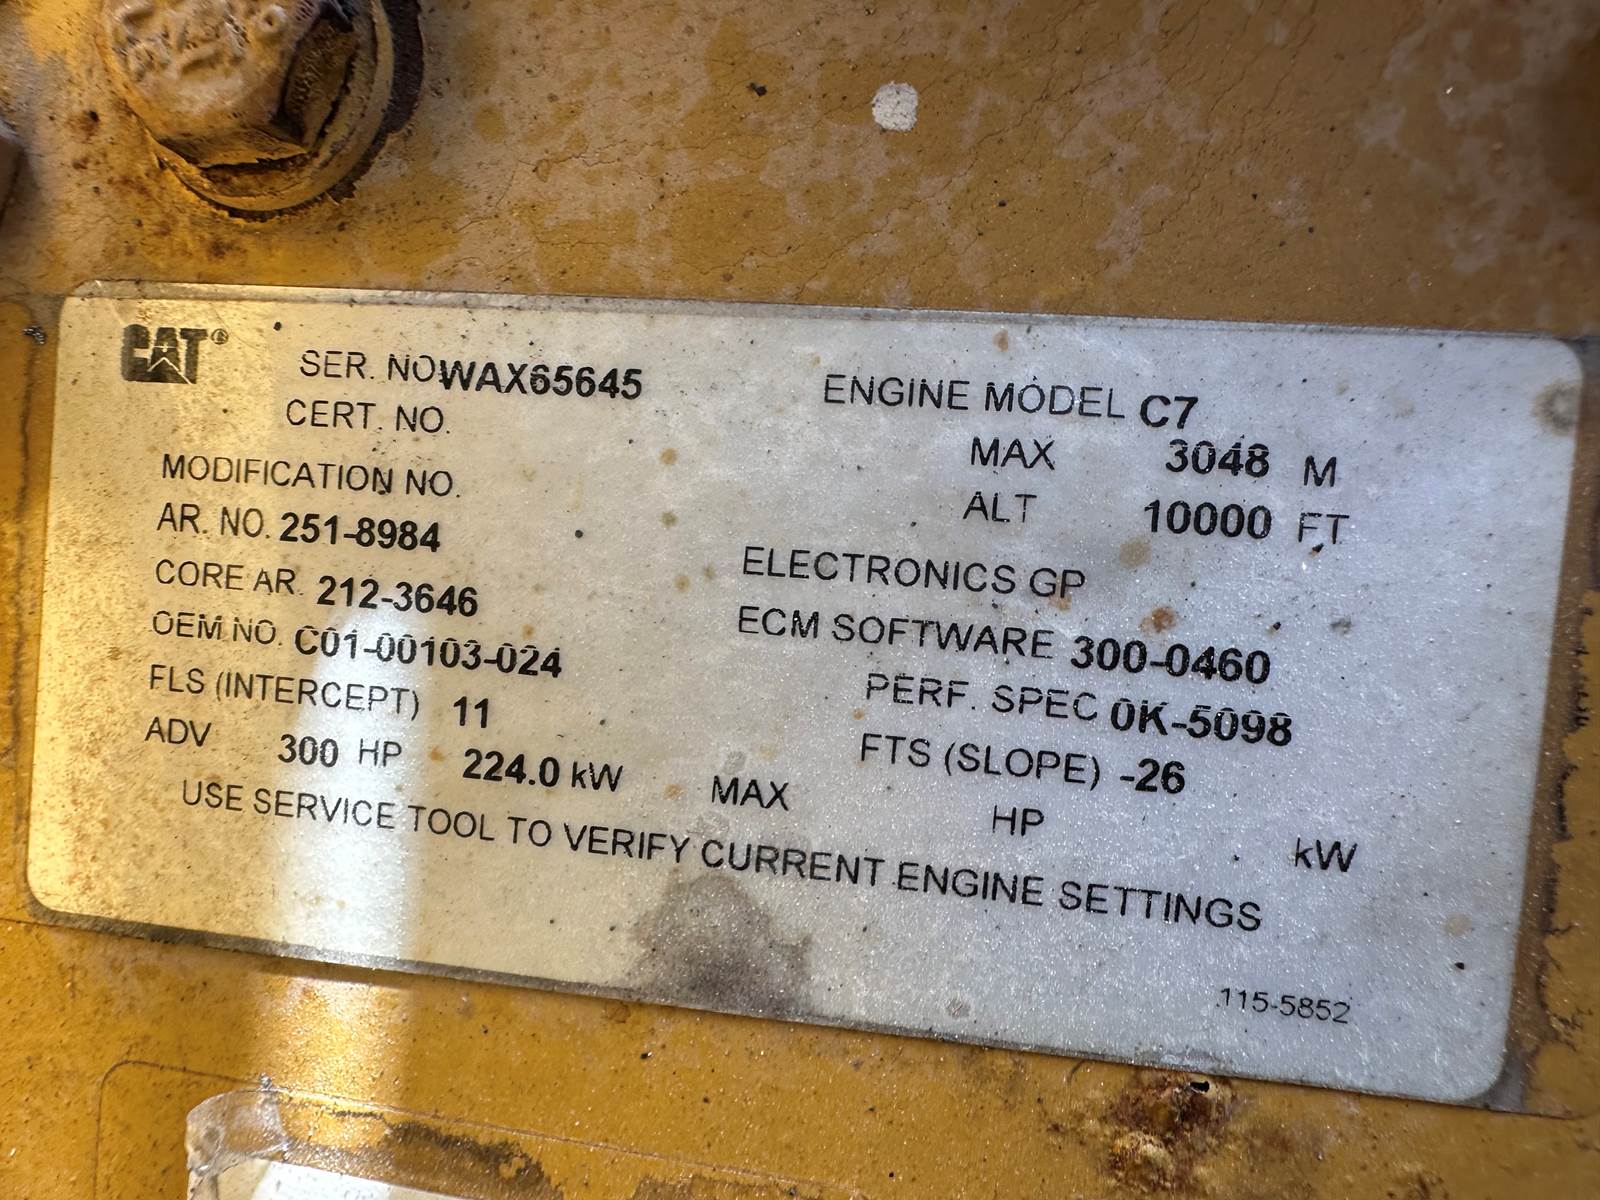 CAT®
SER. NO WAX65645
CERT. NO.
MODIFICATION NO.
AR. NO. 251-8984
CORE AR. 212-3646
OEM NO. C01-00103-024
FLS (INTERCEPT) 11
ADV 300 HP 224.0 kW MAX HP kW
ENGINE MODEL C7
MAX 3048 M
ALT 10000 FT
ELECTRONICS GP
ECM SOFTWARE 300-0460
PERF. SPEC 0K-5098
FTS (SLOPE) -26
USE SERVICE TOOL TO VERIFY CURRENT ENGINE SETTINGS
115-5852